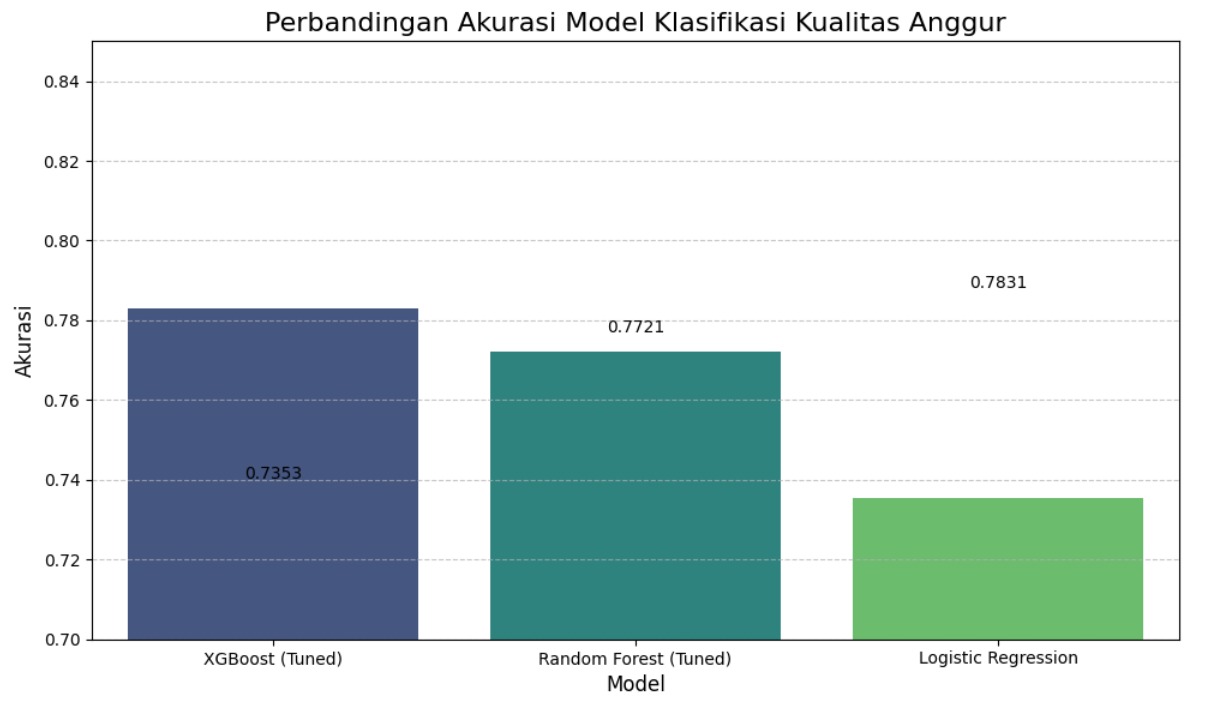 Perbandingan Akurasi Model Klasifikasi Kualitas Anggur
Akurasi
0.84
0.82
0.80
0.78
0.76
0.74
0.72
0.70
0.7353
0.7721
0.7831
XGBoost (Tuned)
Random Forest (Tuned)
Logistic Regression
Model